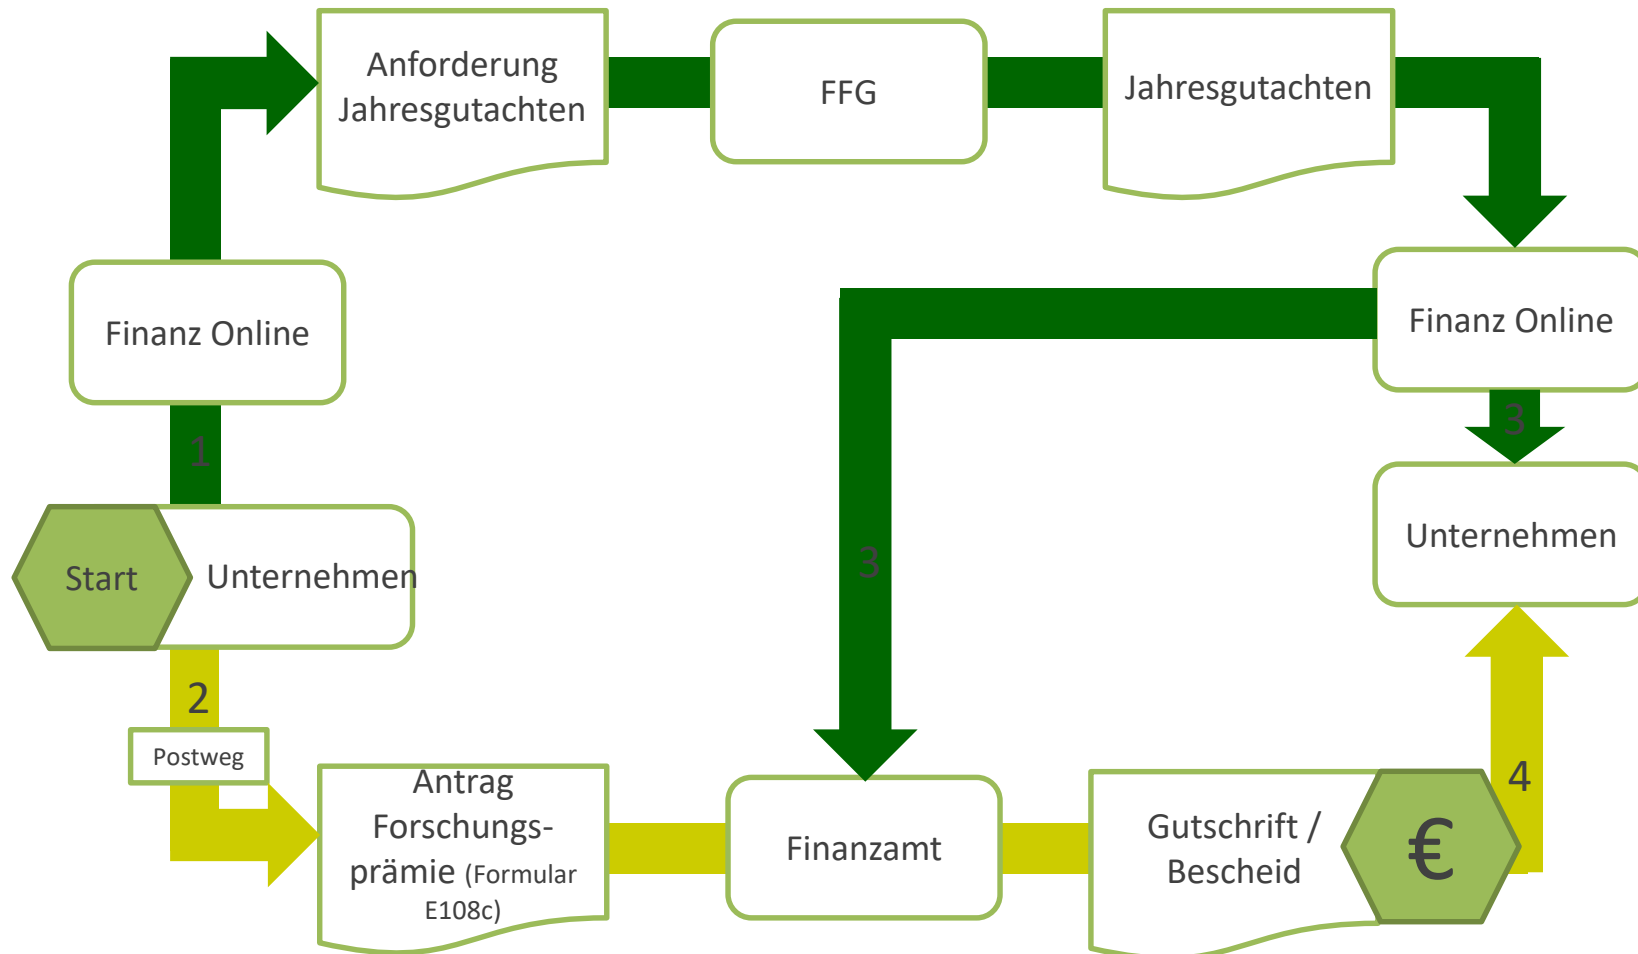 Anforderung
Jahresgutachten
FFG
Jahresgutachten
Finanz Online
Finanz Online
1
3
Start
Unternehmen
3
Unternehmen
2
Postweg
4
Antrag
Forschungs-
prämie (Formular
E108c)
Finanzamt
Gutschrift /
Bescheid
€